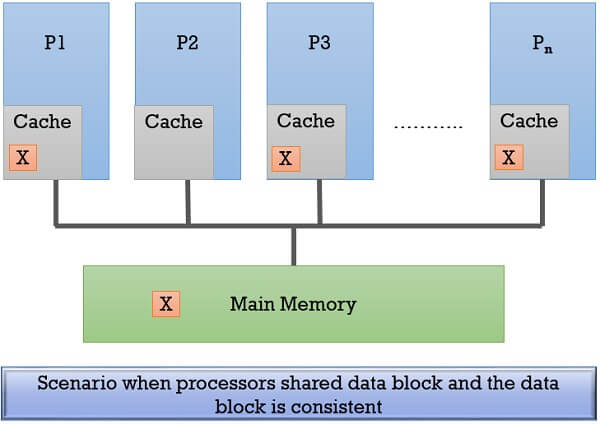 P1 P2 P3 Pn
Cache Cache Cache ........... Cache
X X X
X Main Memory
Scenario when processors shared data block and the data
block is consistent